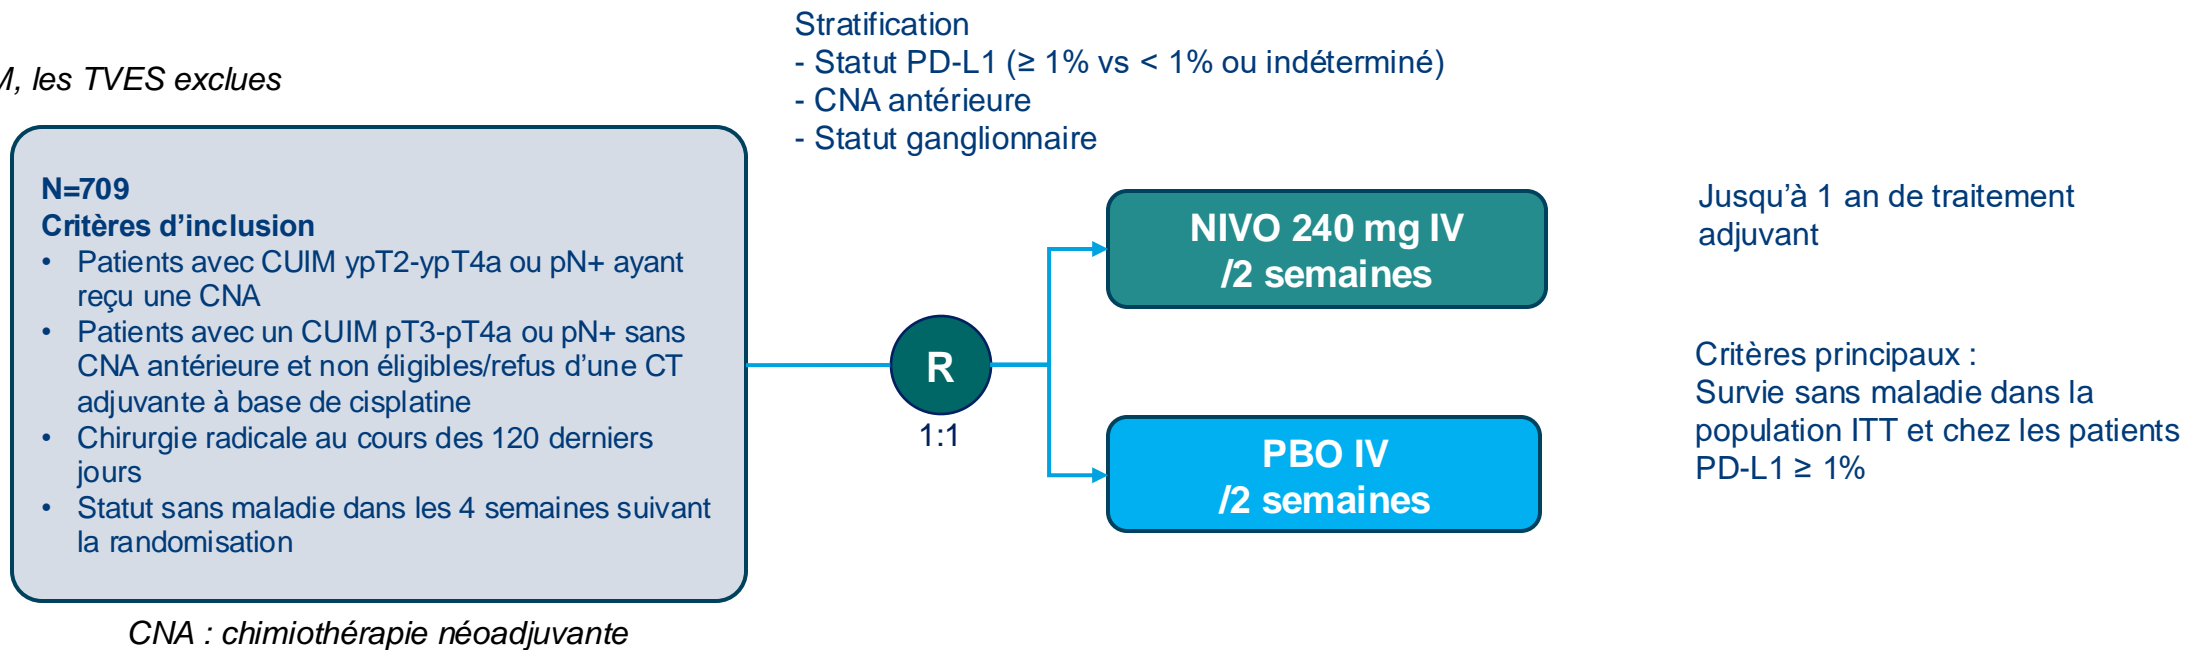 Stratification
- Statut PD-L1 (≥ 1% vs < 1% ou indéterminé)
- CNA antérieure
- Statut ganglionnaire
M, les TVES exclues
N=709
Critères d’inclusion
• Patients avec CUIM ypT2-ypT4a ou pN+ ayant
reçu une CNA
• Patients avec un CUIM pT3-pT4a ou pN+ sans
CNA antérieure et non éligibles/refus d’une CT
adjuvante à base de cisplatine
• Chirurgie radicale au cours des 120 derniers
jours
• Statut sans maladie dans les 4 semaines suivant
la randomisation
CNA : chimiothérapie néoadjuvante
R
1:1
NIVO 240 mg IV
/2 semaines
PBO IV
/2 semaines
Jusqu’à 1 an de traitement
adjuvant
Critères principaux :
Survie sans maladie dans la
population ITT et chez les patients
PD-L1 ≥ 1%